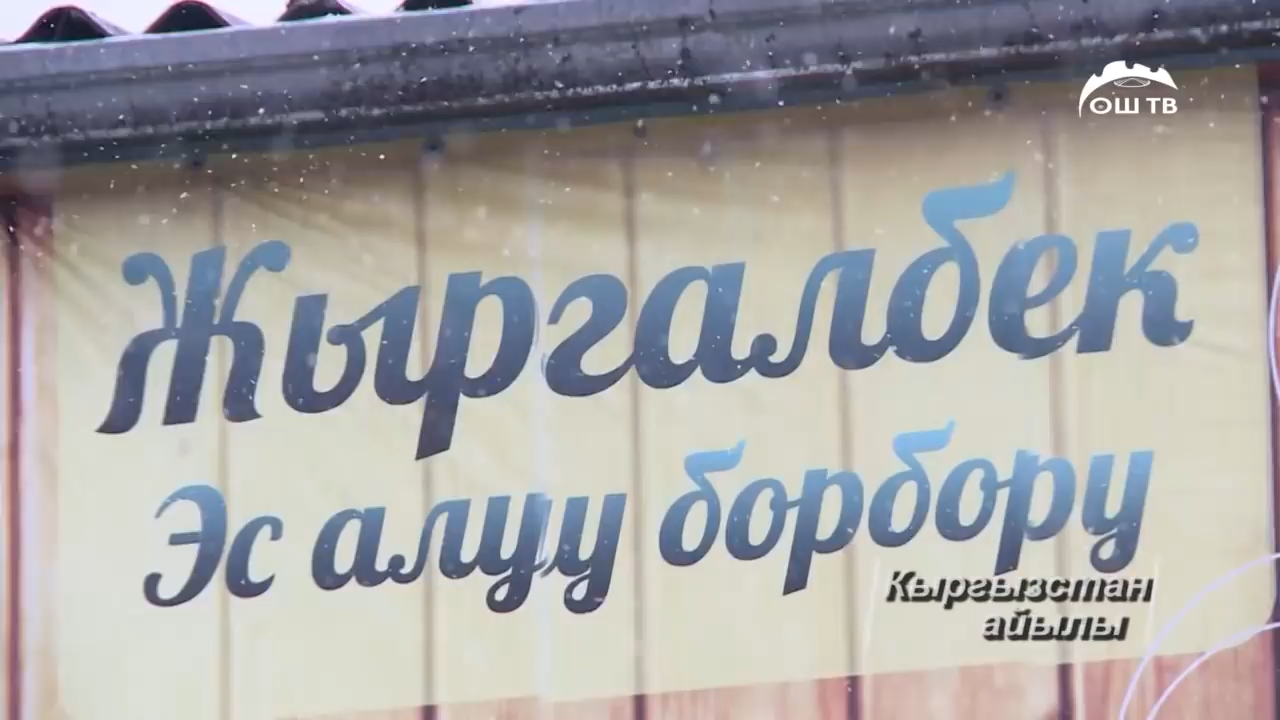 ОШ ТВ
Жыргалбек
Эс алуу борбору
Кыргызстан
айылы